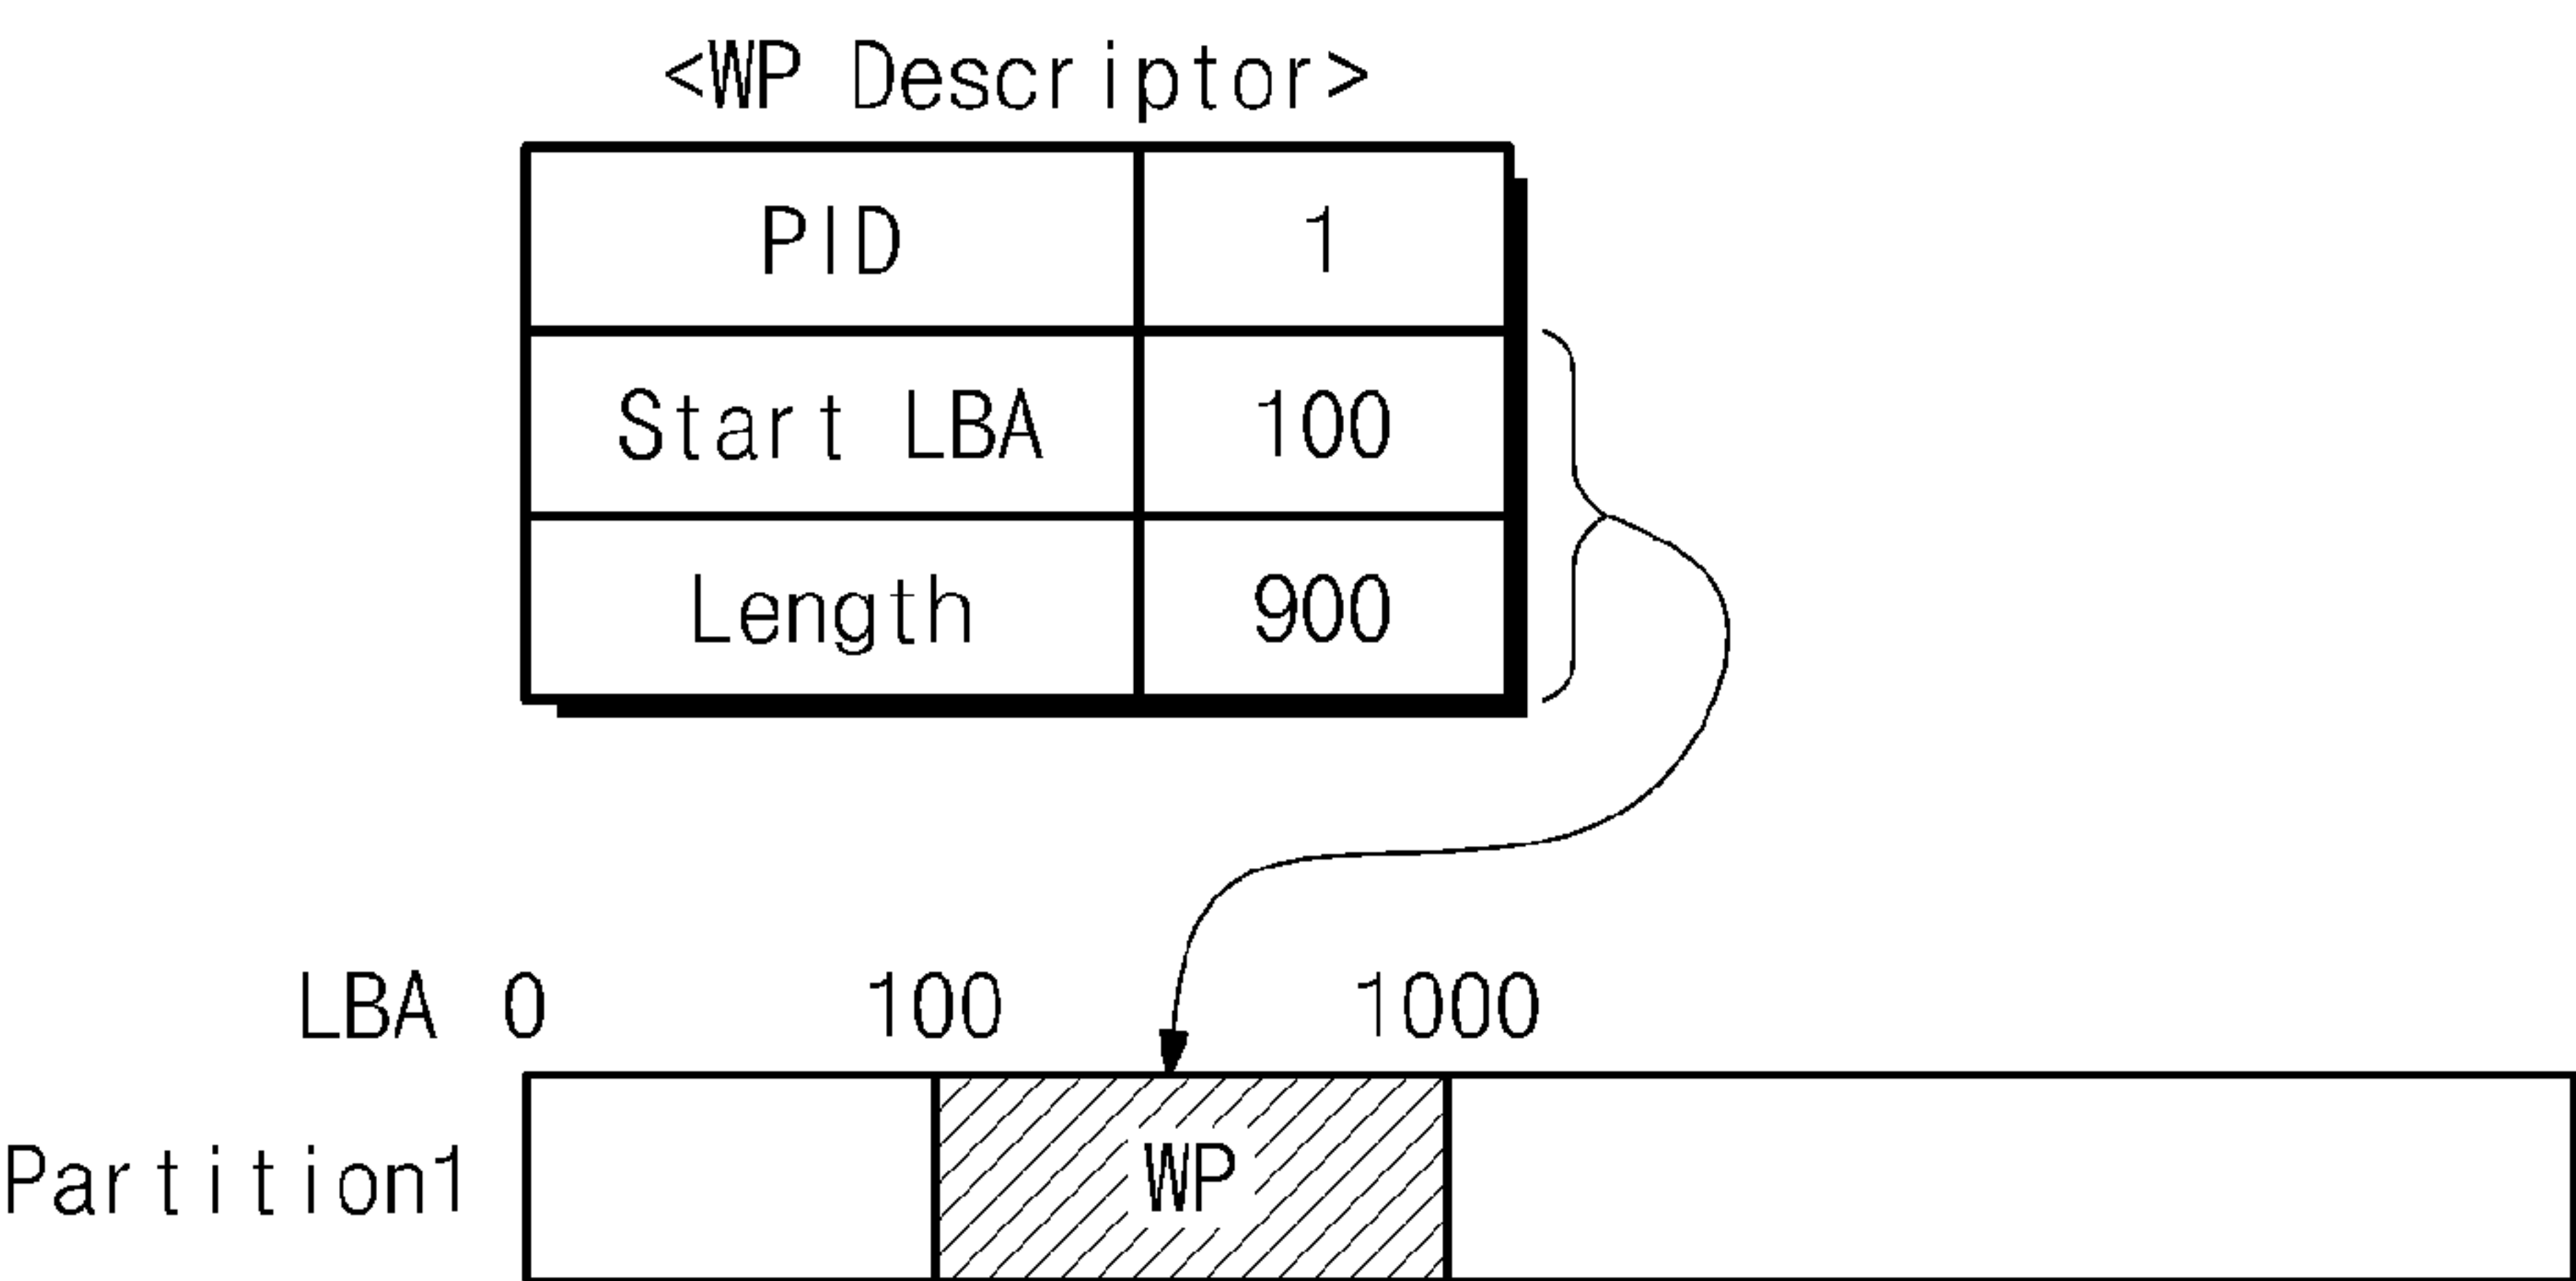 <WP Descriptor>
PID 1
Start LBA 100
Length 900
LBA 0 100 1000
Partition1 WP